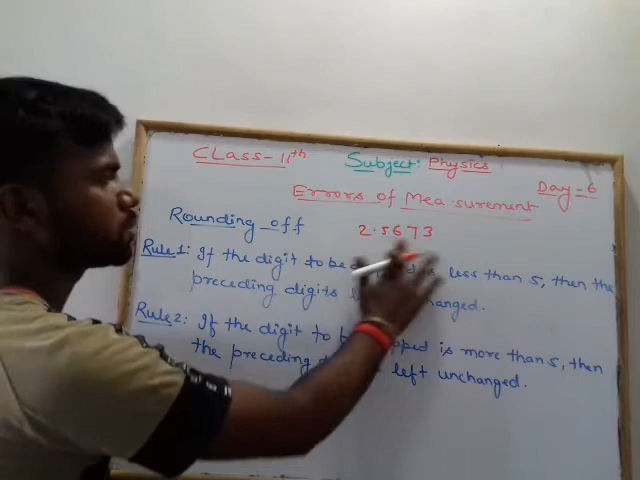 CLass-11th
Subject: Physics
Day-6
Errors of Measurement
Rounding off 2.5673
Rule1: If the digit to be is less than 5, then the
preceding digits
Rule2: If the digit to is more than 5, then
the preceding left unchanged.